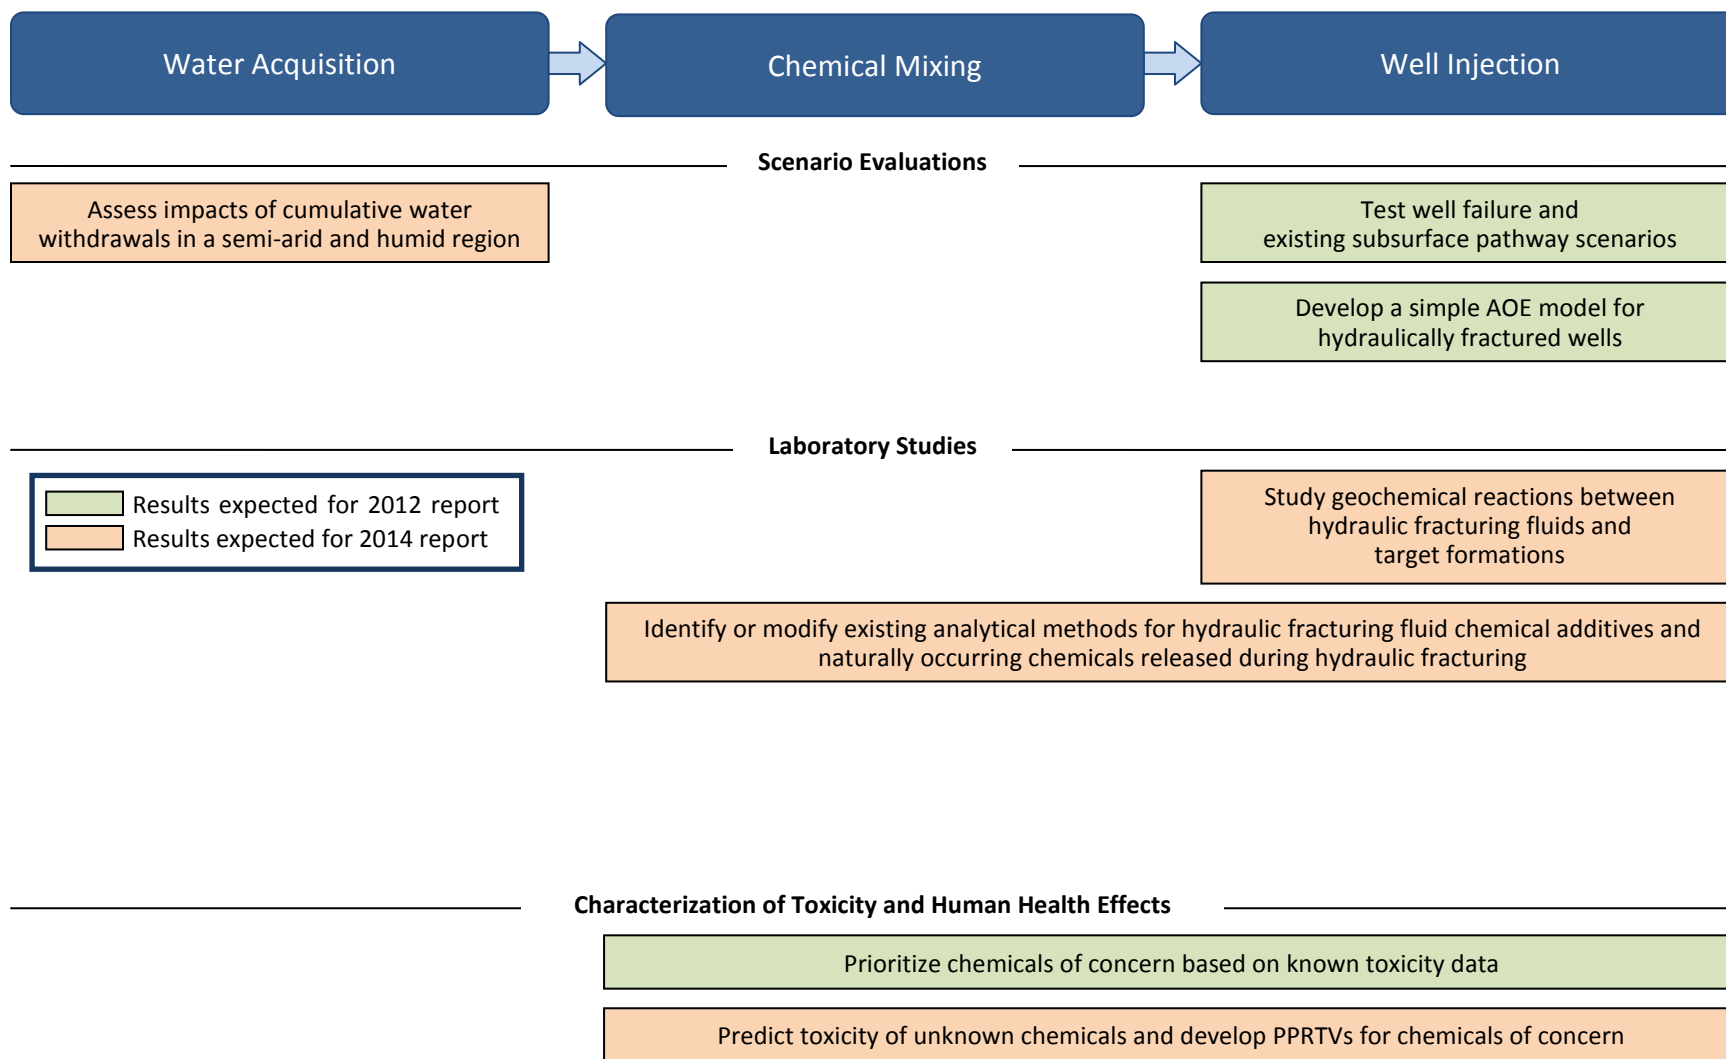 Water Acquisition
Chemical Mixing
Well Injection
Scenario Evaluations
Assess impacts of cumulative water
withdrawals in a semi-arid and humid region
Test well failure and
existing subsurface pathway scenarios
Develop a simple AOE model for
hydraulically fractured wells
Laboratory Studies
Results expected for 2012 report
Results expected for 2014 report
Study geochemical reactions between
hydraulic fracturing fluids and
target formations
Identify or modify existing analytical methods for hydraulic fracturing fluid chemical additives and
naturally occurring chemicals released during hydraulic fracturing
Characterization of Toxicity and Human Health Effects
Prioritize chemicals of concern based on known toxicity data
Predict toxicity of unknown chemicals and develop PPRTVs for chemicals of concern